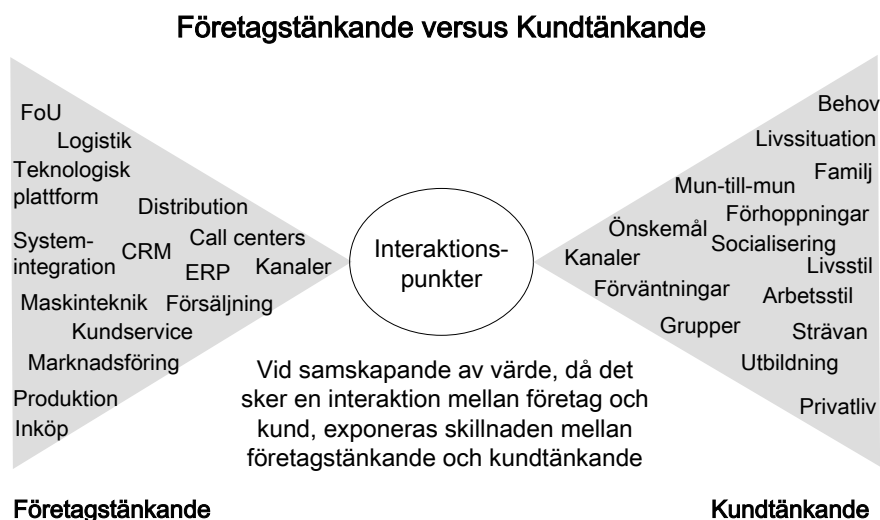 Företagstänkande versus Kundtänkande
FoU
Logistik
Teknologisk
plattform
Distribution
System-
integration
CRM
Call centers
ERP
Kanaler
Maskinteknik
Försäljning
Kundservice
Marknadsföring
Produktion
Inköp
Interaktions-
punkter
Behov
Livssituation
Familj
Mun-till-mun
Förhoppningar
Önskemål
Socialisering
Kanaler
Livsstil
Förväntningar
Arbetsstil
Grupper
Strävan
Utbildning
Privatliv
Vid samskapande av värde, då det
sker en interaktion mellan företag och
kund, exponeras skillnaden mellan
företagstänkande och kundtänkande
Företagstänkande
Kundtänkande